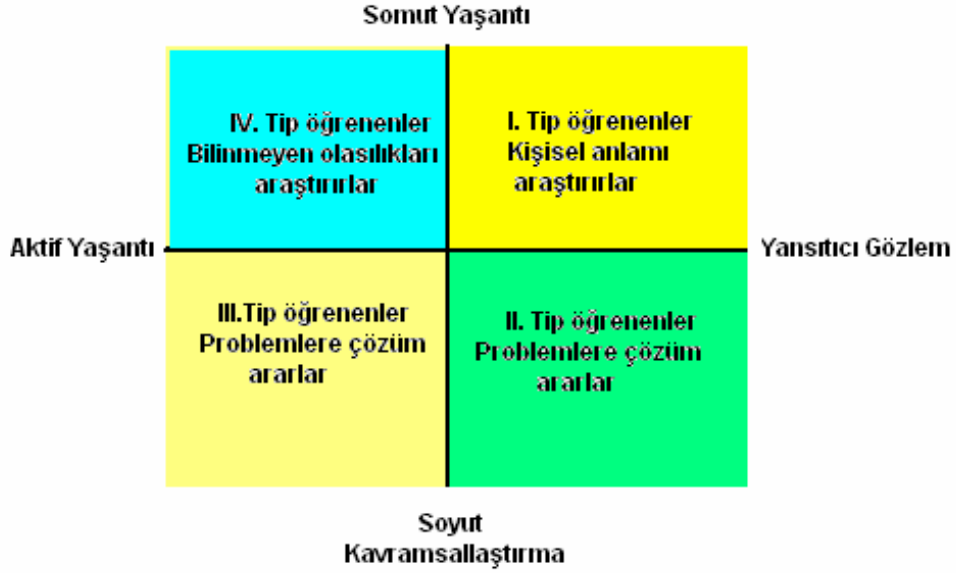 Somut Yaşantı
IV. Tip öğrenenler
Bilinmeyen olasılıkları
araştırırlar
I. Tip öğrenenler
Kişisel anlamı
araştırırlar
Aktif Yaşantı
Yansıtıcı Gözlem
III.Tip öğrenenler
Problemlere çözüm
ararlar
II. Tip öğrenenler
Problemlere çözüm
ararlar
Soyut
Kavramsallaştırma